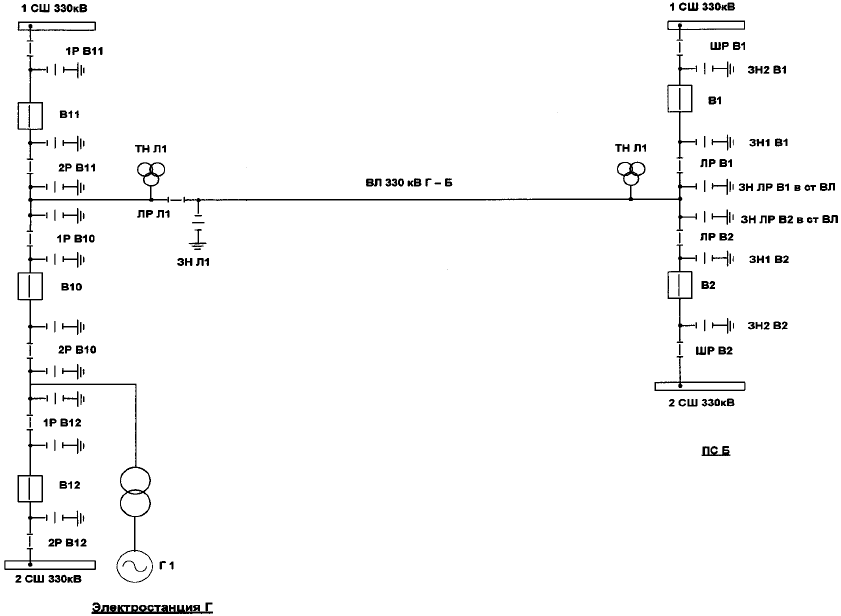 1 СШ 330кВ
1Р В11
В11
2Р В11
ТН Л1
ЛР Л1
ЗН Л1
1Р В10
В10
2Р В10
1Р В12
В12
2Р В12
2 СШ 330кВ
Г 1
Электростанция Г
ВЛ 330 кВ Г – Б
1 СШ 330кВ
ШР В1
ЗН2 В1
В1
ЗН1 В1
ТН Л1
ЛР В1
ЗН ЛР В1 в ст ВЛ
ЗН ЛР В2 в ст ВЛ
ЛР В2
ЗН1 В2
В2
ЗН2 В2
ШР В2
2 СШ 330кВ
ПС Б